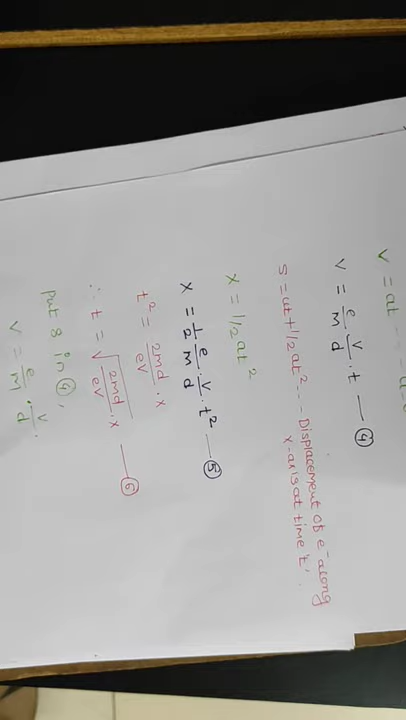 v = at
v = e/m v/d . t — ④
S = ut + 1/2 at² - - Displacement of e⁻ along
x-axis at time 't'.
x = 1/2 at²
x = 1/2 e/m v/d . t² — ⑤
t² = 2md/ev . x
∴ t = √2md/ev . x — ⑥
Put 8 in ④,
v = e/m . v/d .